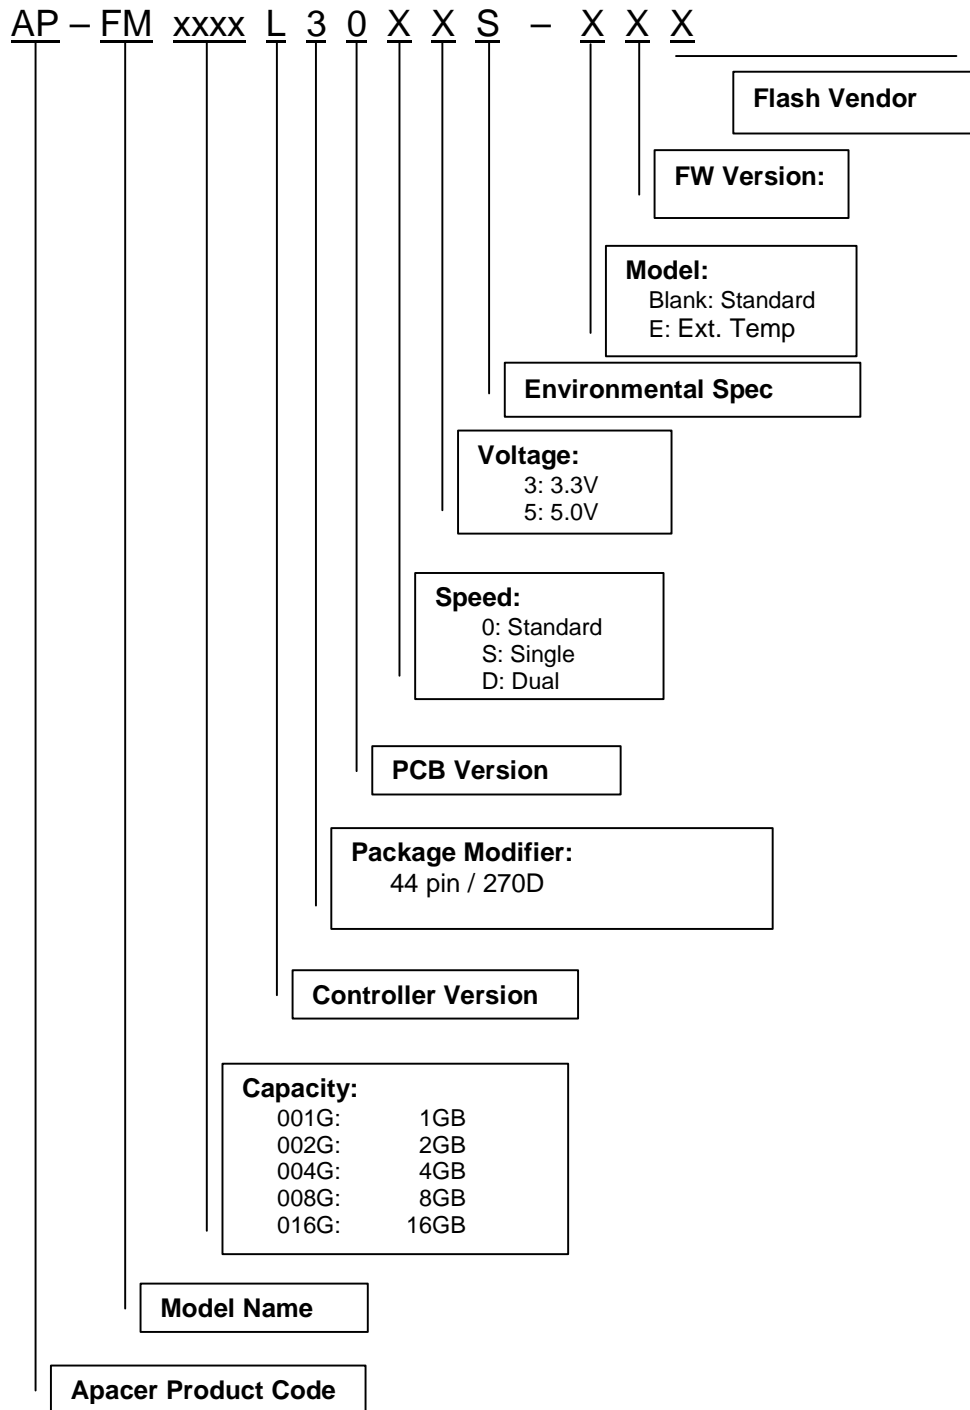 AP – FM xxxx L 3 0 X X S – X X X
Flash Vendor
FW Version:
Model:
Blank: Standard
E: Ext. Temp
Environmental Spec
Voltage:
3: 3.3V
5: 5.0V
Speed:
0: Standard
S: Single
D: Dual
PCB Version
Package Modifier:
44 pin / 270D
Controller Version
Capacity:
001G: 1GB
002G: 2GB
004G: 4GB
008G: 8GB
016G: 16GB
Model Name
Apacer Product Code